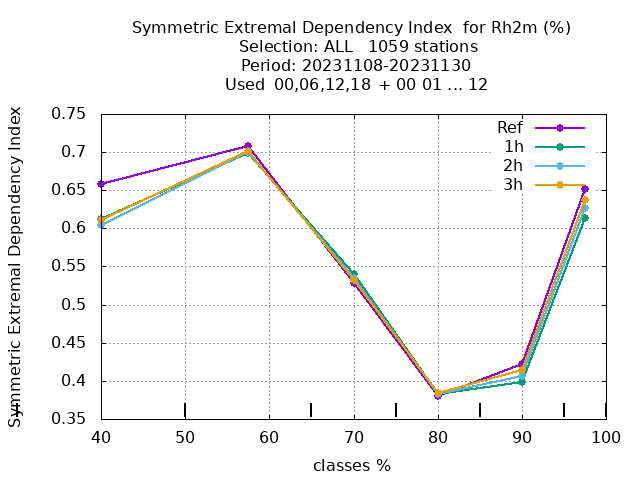 Symmetric Extremal Dependency Index  for Rh2m (%)
Selection: ALL   1059 stations
Period: 20231108-20231130
Used  00,06,12,18 + 00 01 ... 12
Symmetric Extremal Dependency Index
0.75
0.7
0.65
0.6
0.55
0.5
0.45
0.4
0.35
Ref
1h
2h
3h
40
50
60
70
80
90
100
classes %